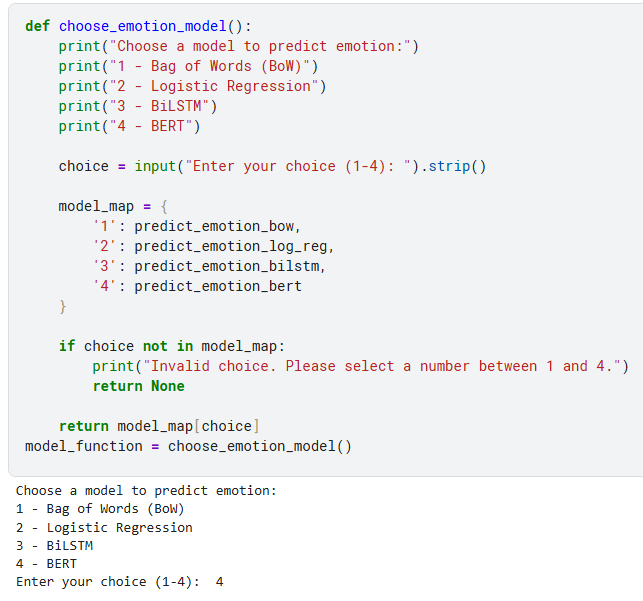 def choose_emotion_model():
    print("Choose a model to predict emotion:")
    print("1 - Bag of Words (BoW)")
    print("2 - Logistic Regression")
    print("3 - BiLSTM")
    print("4 - BERT")

    choice = input("Enter your choice (1-4): ").strip()

    model_map = {
        '1': predict_emotion_bow,
        '2': predict_emotion_log_reg,
        '3': predict_emotion_bilstm,
        '4': predict_emotion_bert
    }

    if choice not in model_map:
        print("Invalid choice. Please select a number between 1 and 4.")
        return None

    return model_map[choice]
model_function = choose_emotion_model()
Choose a model to predict emotion:
1 - Bag of Words (BoW)
2 - Logistic Regression
3 - BiLSTM
4 - BERT
Enter your choice (1-4):  4